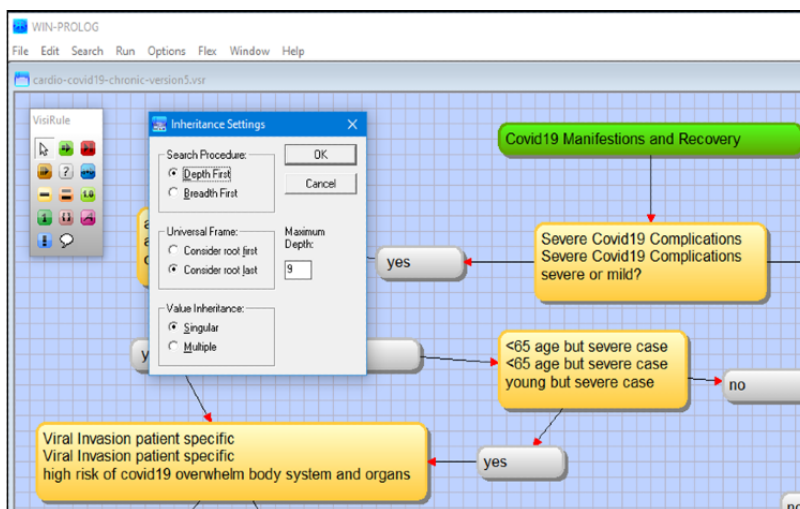 WIN-PROLOG
File Edit Search Run Options Flex Window Help
cardio-covid19-chronic-version5.vsr
VisiRule
Inheritance Settings
Search Procedure:
Depth First
Breadth First
OK
Cancel
Universal Frame:
Consider root first
Consider root last
Maximum
Depth:
9
Value Inheritance:
Singular
Multiple
Covid19 Manifestions and Recovery
Severe Covid19 Complications
Severe Covid19 Complications
severe or mild?
yes
<65 age but severe case
<65 age but severe case
young but severe case
no
yes
Viral Invasion patient specific
Viral Invasion patient specific
high risk of covid19 overwhelm body system and organs